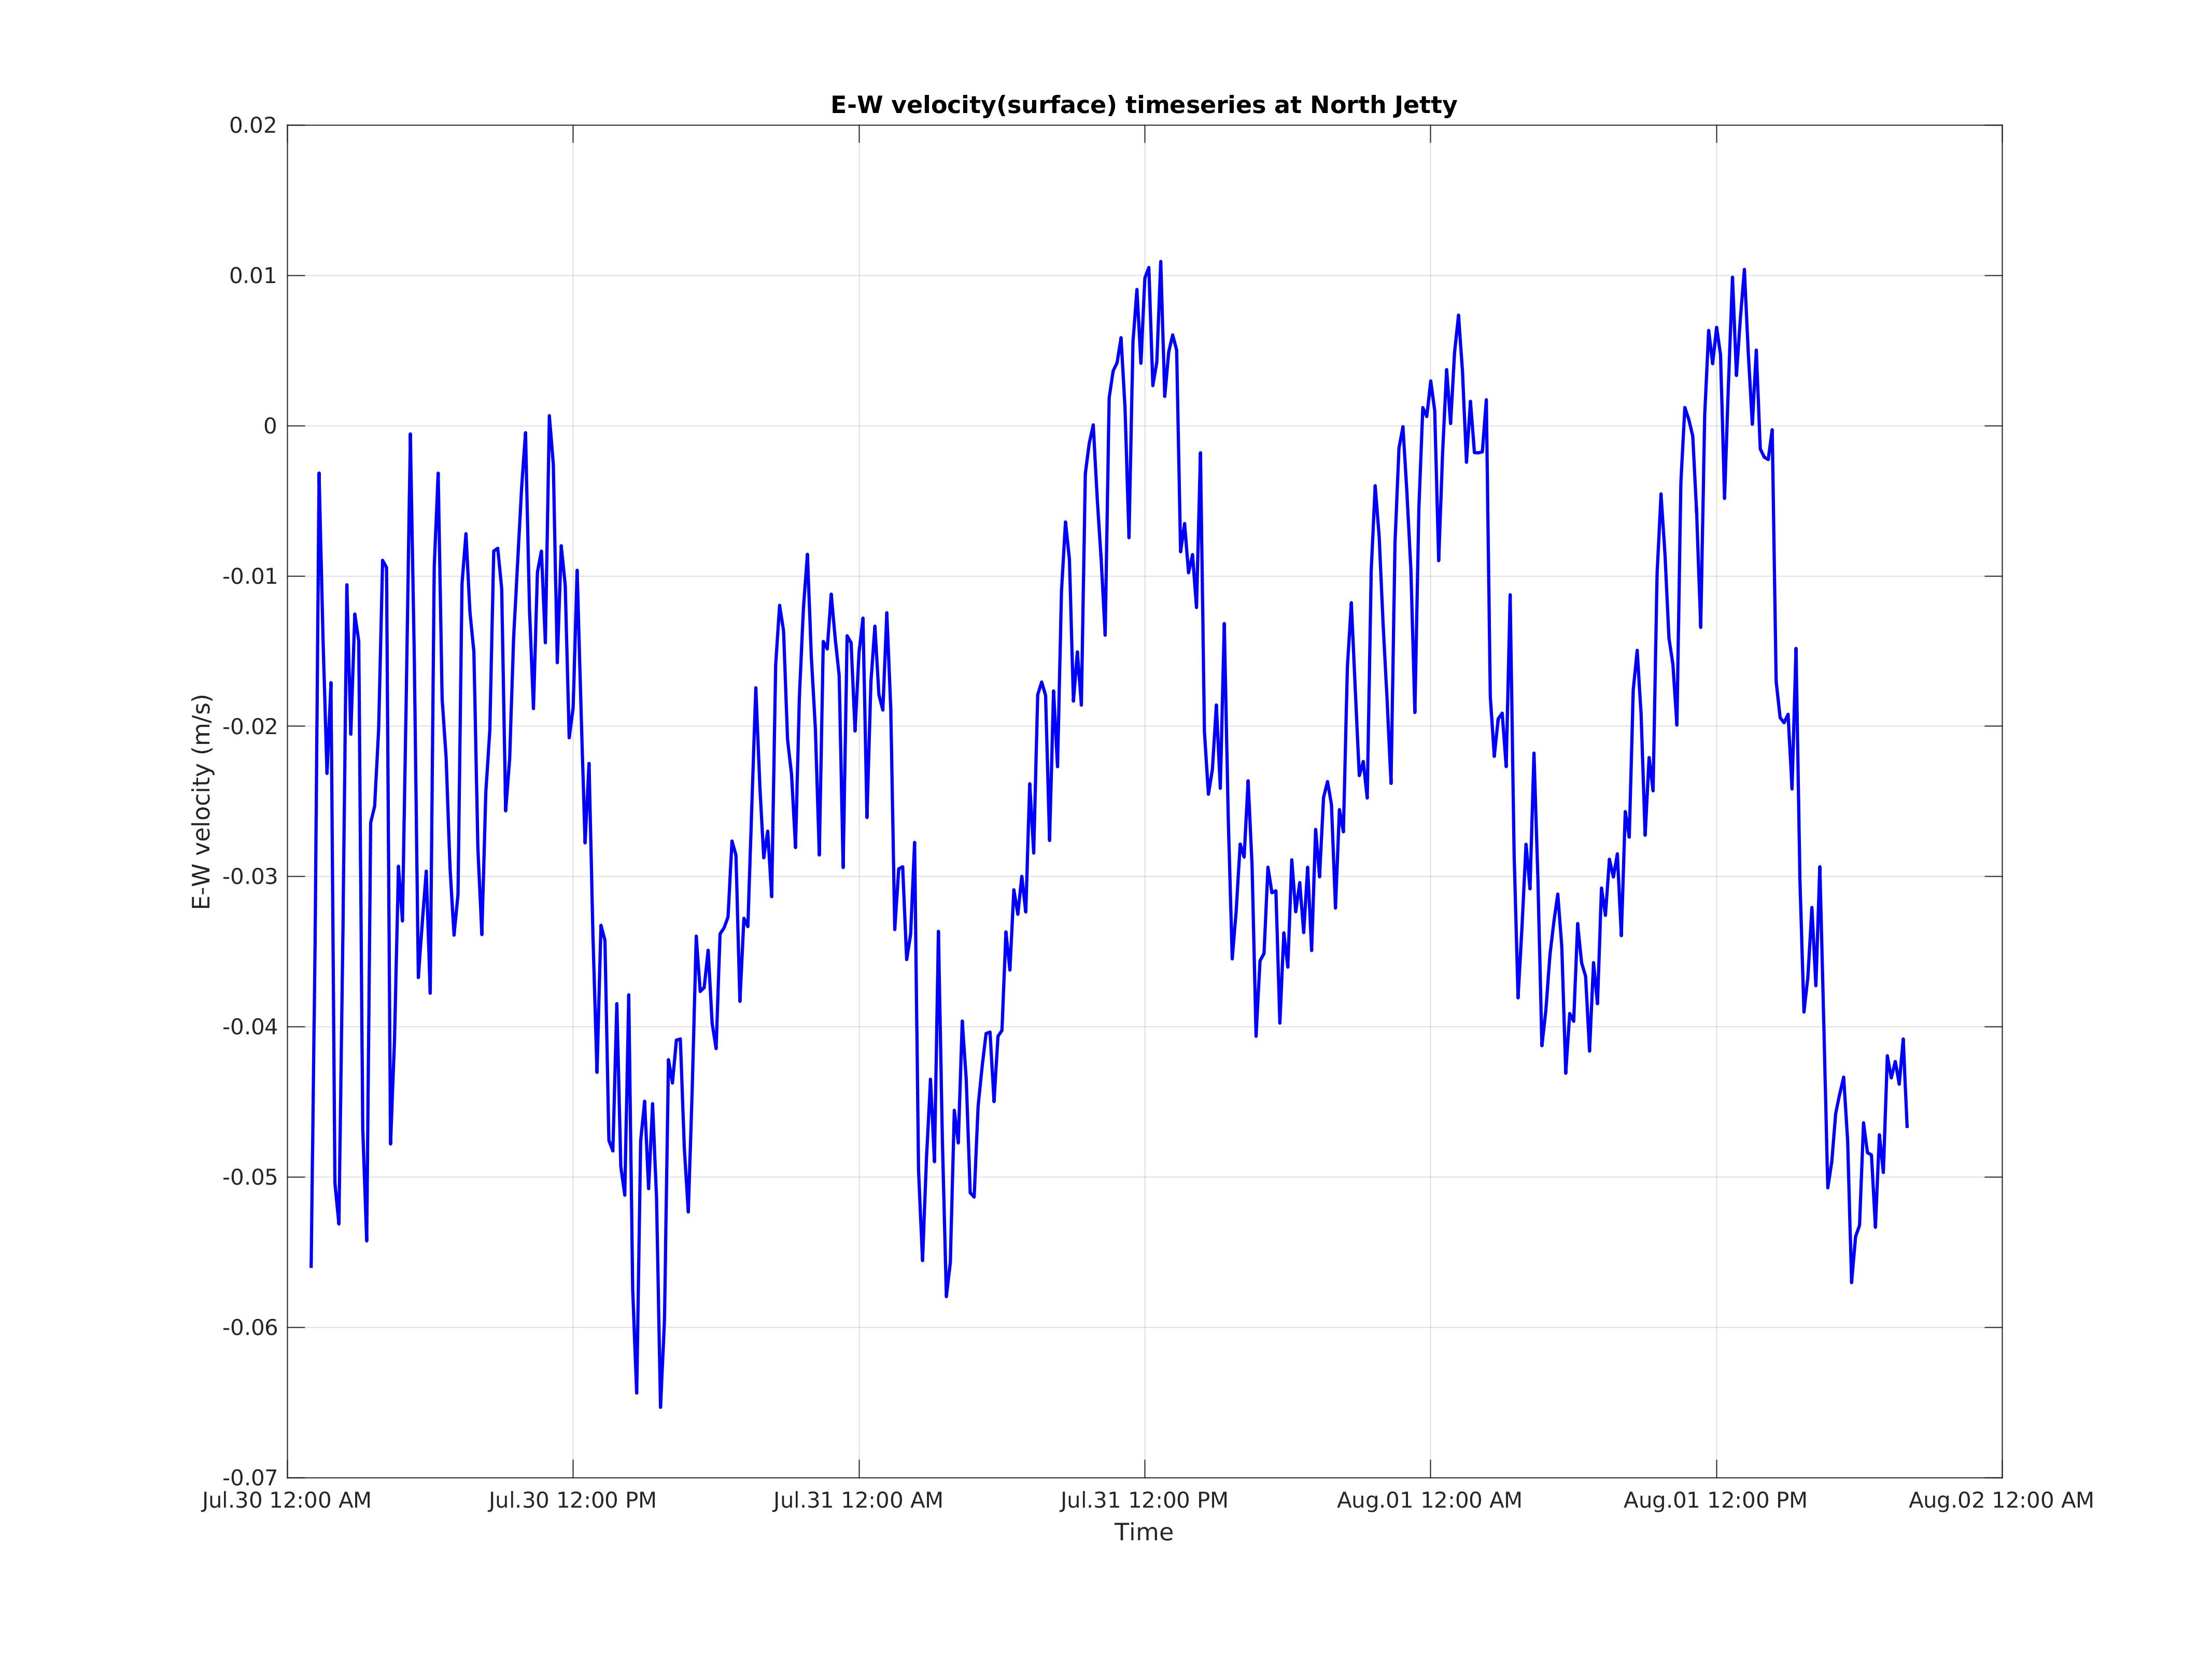 E-W velocity(surface) timeseries at North Jetty
0.02
0.01
0
-0.01
-0.02
-0.03
-0.04
-0.05
-0.06
-0.07
E-W velocity (m/s)
Jul.30 12:00 AM
Jul.30 12:00 PM
Jul.31 12:00 AM
Jul.31 12:00 PM
Aug.01 12:00 AM
Aug.01 12:00 PM
Aug.02 12:00 AM
Time